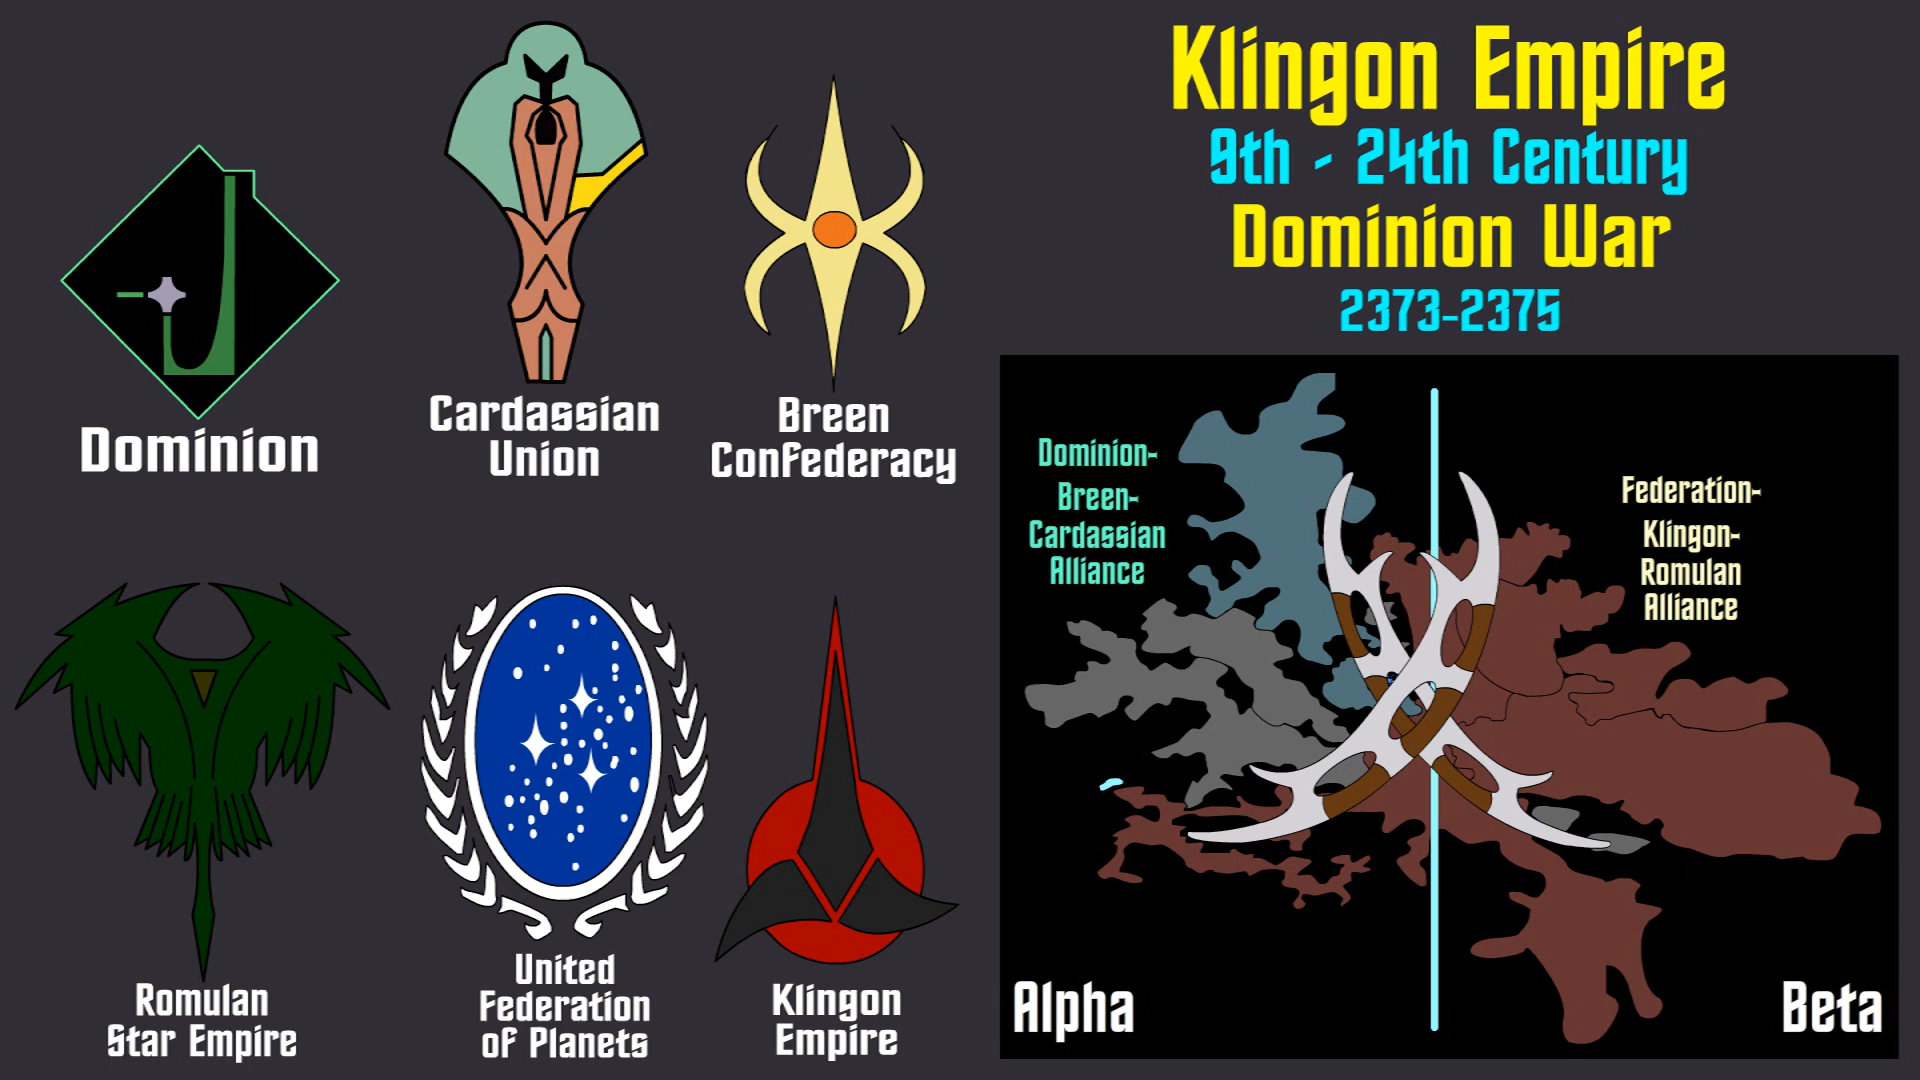 Klingon Empire
9th - 24th Century
Dominion War
2373-2375
Dominion
Cardassian
Union
Breen
Confederacy
Romulan
Star Empire
United
Federation
of Planets
Klingon
Empire
Dominion-
Breen-
Cardassian
Alliance
Federation-
Klingon-
Romulan
Alliance
Alpha
Beta